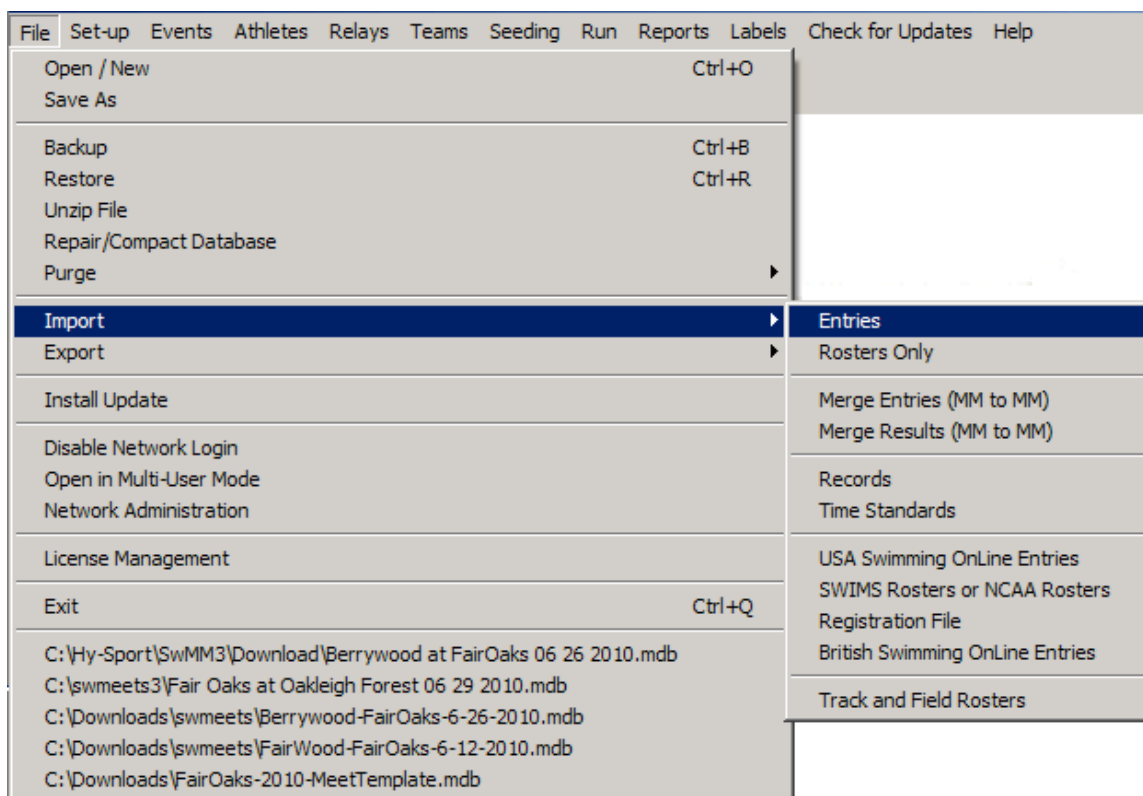 File Set-up Events Athletes Relays Teams Seeding Run Reports Labels Check for Updates Help
Open / New Ctrl+O
Save As
Backup Ctrl+B
Restore Ctrl+R
Unzip File
Repair/Compact Database
Purge
Import
Export
Install Update
Disable Network Login
Open in Multi-User Mode
Network Administration
License Management
Exit Ctrl+Q
C:\Hy-Sport\SwMM3\Download\Berrywood at FairOaks 06 26 2010.mdb
C:\swmeets3\Fair Oaks at Oakleigh Forest 06 29 2010.mdb
C:\Downloads\swmeets\Berrywood-FairOaks-6-26-2010.mdb
C:\Downloads\swmeets\FairWood-FairOaks-6-12-2010.mdb
C:\Downloads\FairOaks-2010-MeetTemplate.mdb
Entries
Rosters Only
Merge Entries (MM to MM)
Merge Results (MM to MM)
Records
Time Standards
USA Swimming OnLine Entries
SWIMS Rosters or NCAA Rosters
Registration File
British Swimming OnLine Entries
Track and Field Rosters